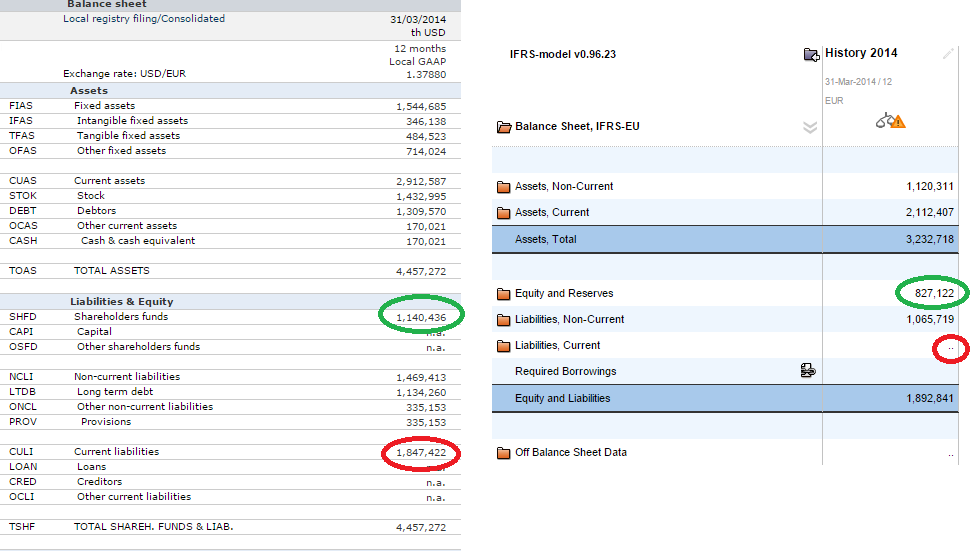 Balance sheet
Local registry filing/Consolidated 31/03/2014
th USD
12 months
Local GAAP
Exchange rate: USD/EUR 1.37880
Assets
FIAS Fixed assets 1,544,685
IFAS Intangible fixed assets 346,138
TFAS Tangible fixed assets 484,523
OFAS Other fixed assets 714,024
CUAS Current assets 2,912,587
STOK Stock 1,432,995
DEBT Debtors 1,309,570
OCAS Other current assets 170,021
CASH Cash & cash equivalent 170,021
TOAS TOTAL ASSETS 4,457,272
Liabilities & Equity
SHFD Shareholders funds 1,140,436
CAPI Capital n.a.
OSFD Other shareholders funds n.a.
NCLI Non-current liabilities 1,469,413
LTDB Long term debt 1,134,260
ONCL Other non-current liabilities 335,153
PROV Provisions 335,153
CULI Current liabilities 1,847,422
LOAN Loans
CRED Creditors n.a.
OCLI Other current liabilities n.a.
TSHF TOTAL SHAREH. FUNDS & LIAB. 4,457,272
IFRS-model v0.96.23 History 2014
31-Mar-2014 / 12
EUR
Balance Sheet, IFRS-EU
Assets, Non-Current 1,120,311
Assets, Current 2,112,407
Assets, Total 3,232,718
Equity and Reserves 827,122
Liabilities, Non-Current 1,065,719
Liabilities, Current ..
Required Borrowings
Equity and Liabilities 1,892,841
Off Balance Sheet Data ..